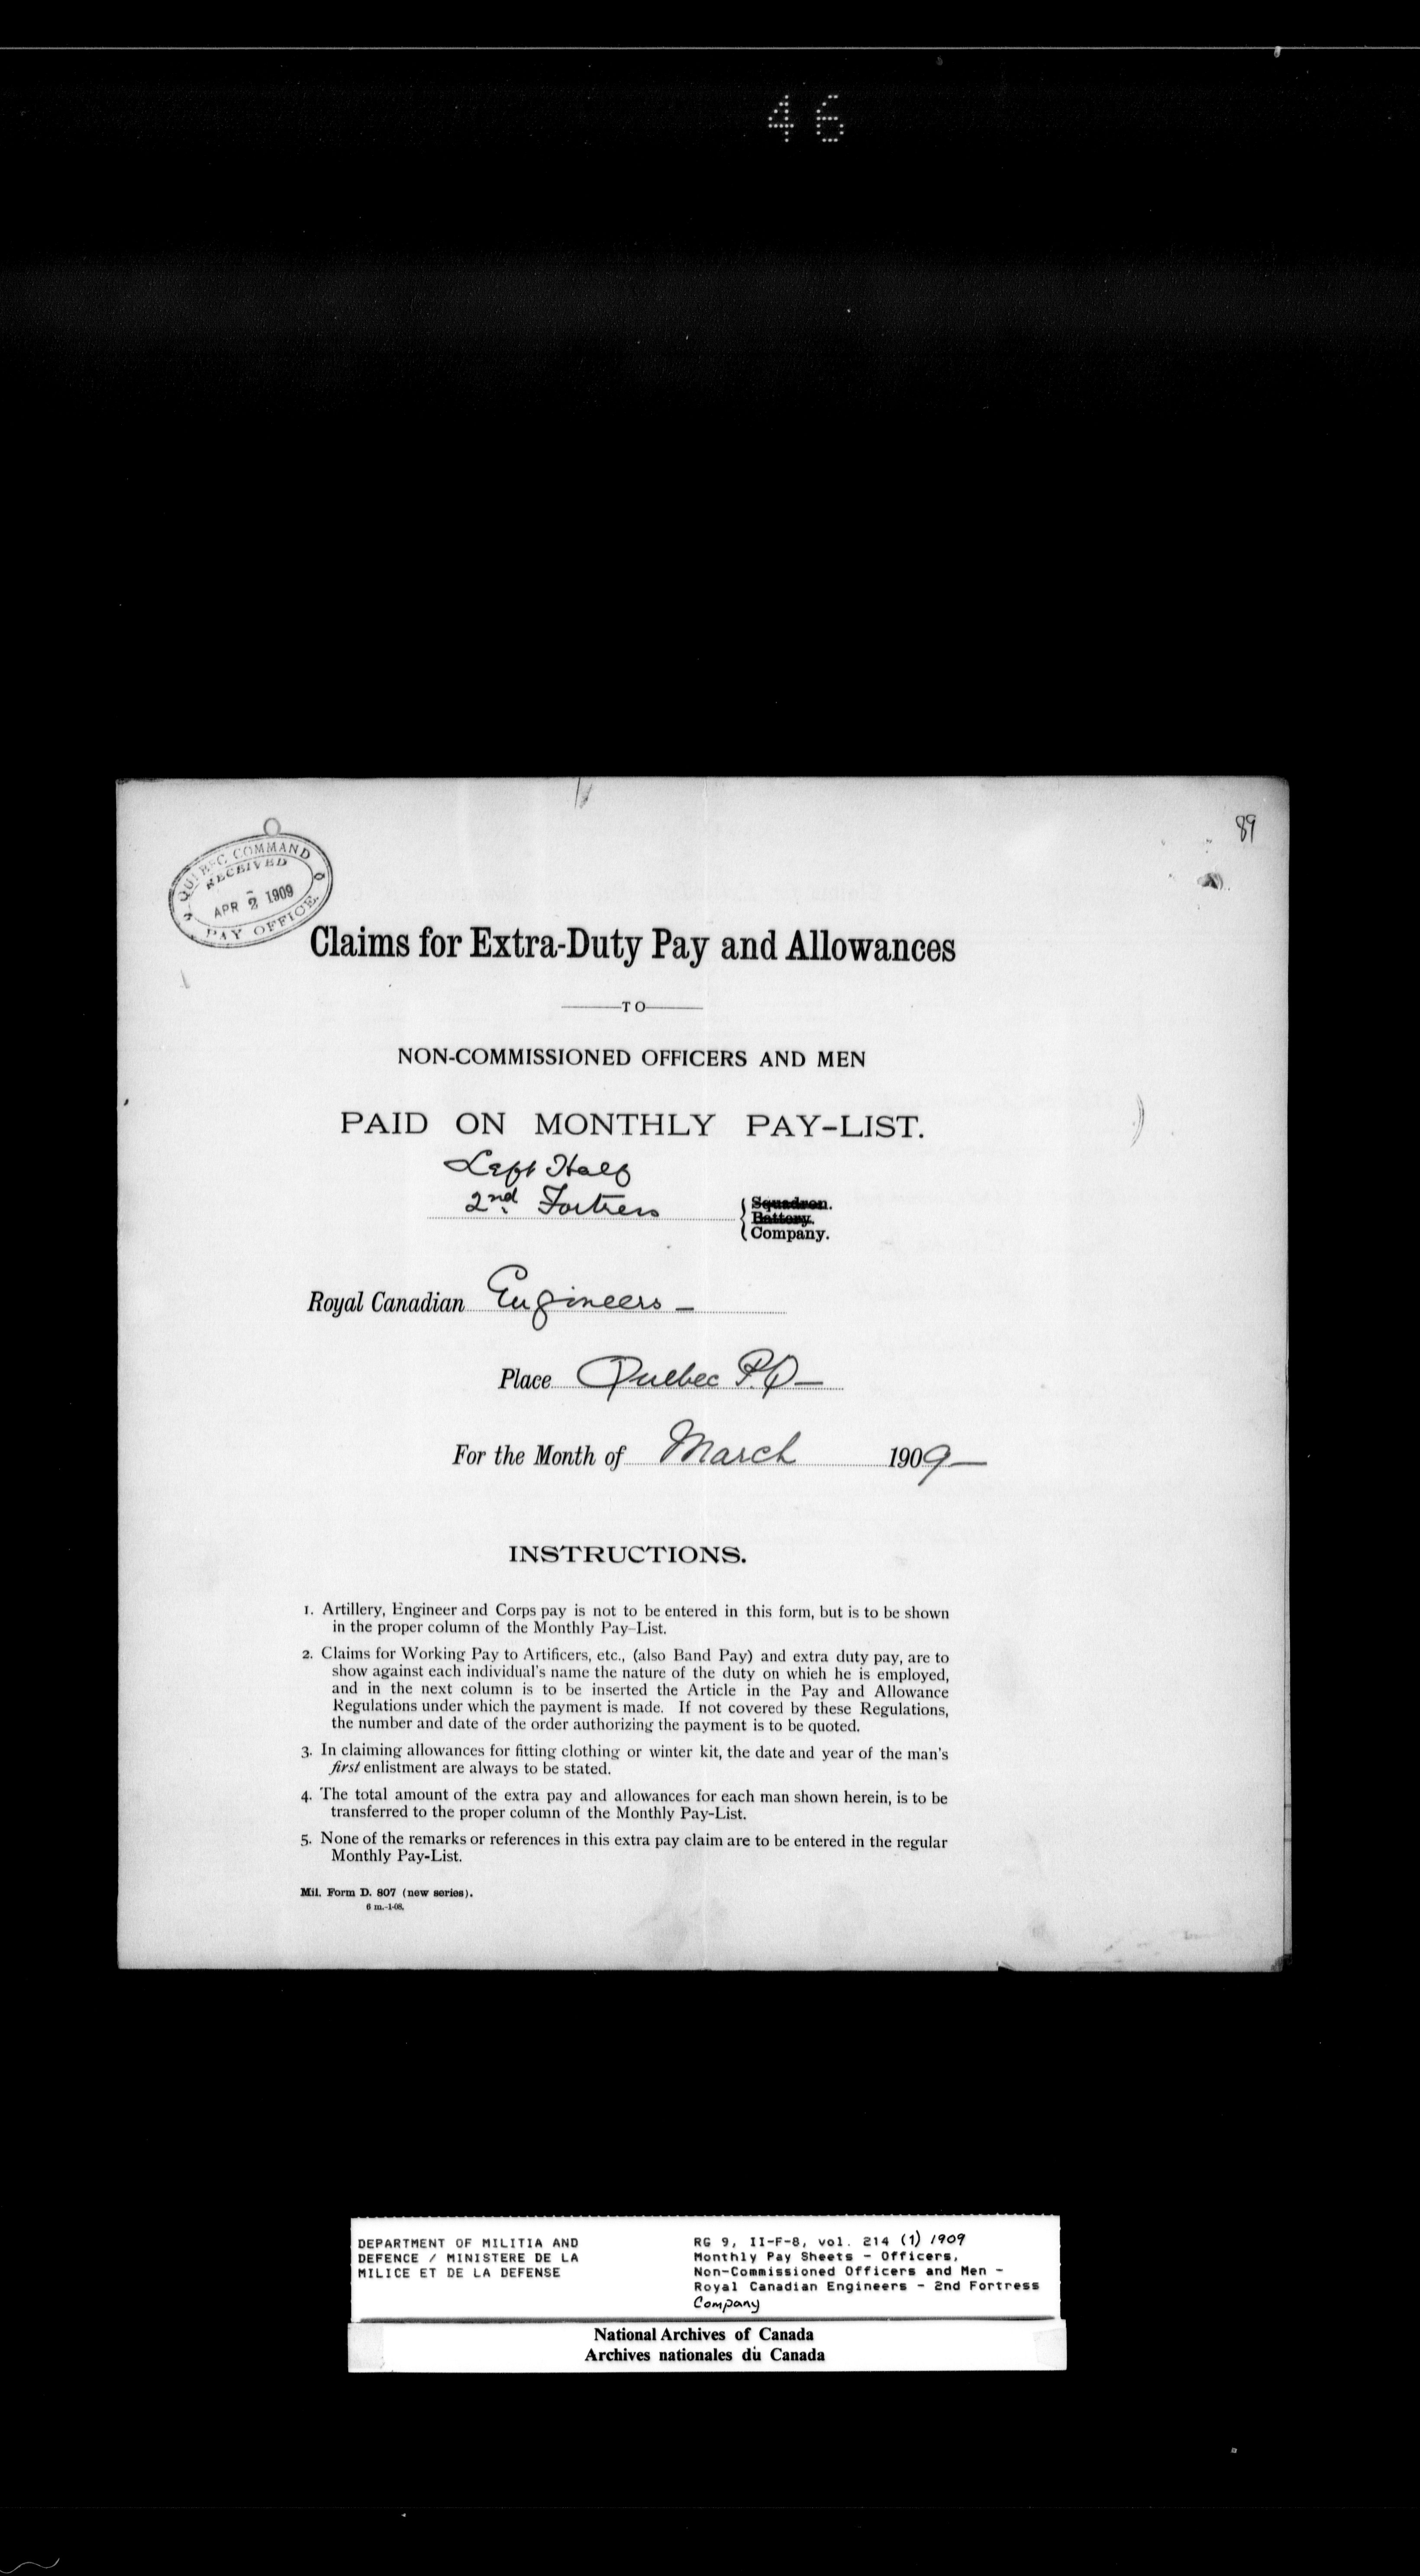 46
89
QUEBEC COMMAND
RECEIVED
APR 2 1909
PAY OFFICE
Claims for Extra-Duty Pay and Allowances
TO
NON-COMMISSIONED OFFICERS AND MEN
PAID ON MONTHLY PAY-LIST.
Left Half
2nd Fortress
Squadron.
Battery.
Company.
Royal Canadian Engineers -
Place Quebec P.Q -
For the Month of March 1909 -
INSTRUCTIONS.
1. Artillery, Engineer and Corps pay is not to be entered in this form, but is to be shown
in the proper column of the Monthly Pay-List.
2. Claims for Working Pay to Artificers, etc., (also Band Pay) and extra duty pay, are to
show against each individual's name the nature of the duty on which he is employed,
and in the next column is to be inserted the Article in the Pay and Allowance
Regulations under which the payment is made. If not covered by these Regulations,
the number and date of the order authorizing the payment is to be quoted.
3. In claiming allowances for fitting clothing or winter kit, the date and year of the man's
first enlistment are always to be stated.
4. The total amount of the extra pay and allowances for each man shown herein, is to be
transferred to the proper column of the Monthly Pay-List.
5. None of the remarks or references in this extra pay claim are to be entered in the regular
Monthly Pay-List.
Mil. Form D. 807 (new series).
6 m.-1-08.
DEPARTMENT OF MILITIA AND
DEFENCE / MINISTERE DE LA
MILICE ET DE LA DEFENSE
RG 9, II-F-8, vol. 214 (1) 1909
Monthly Pay Sheets - Officers,
Non-Commissioned Officers and Men -
Royal Canadian Engineers - 2nd Fortress
Company
National Archives of Canada
Archives nationales du Canada